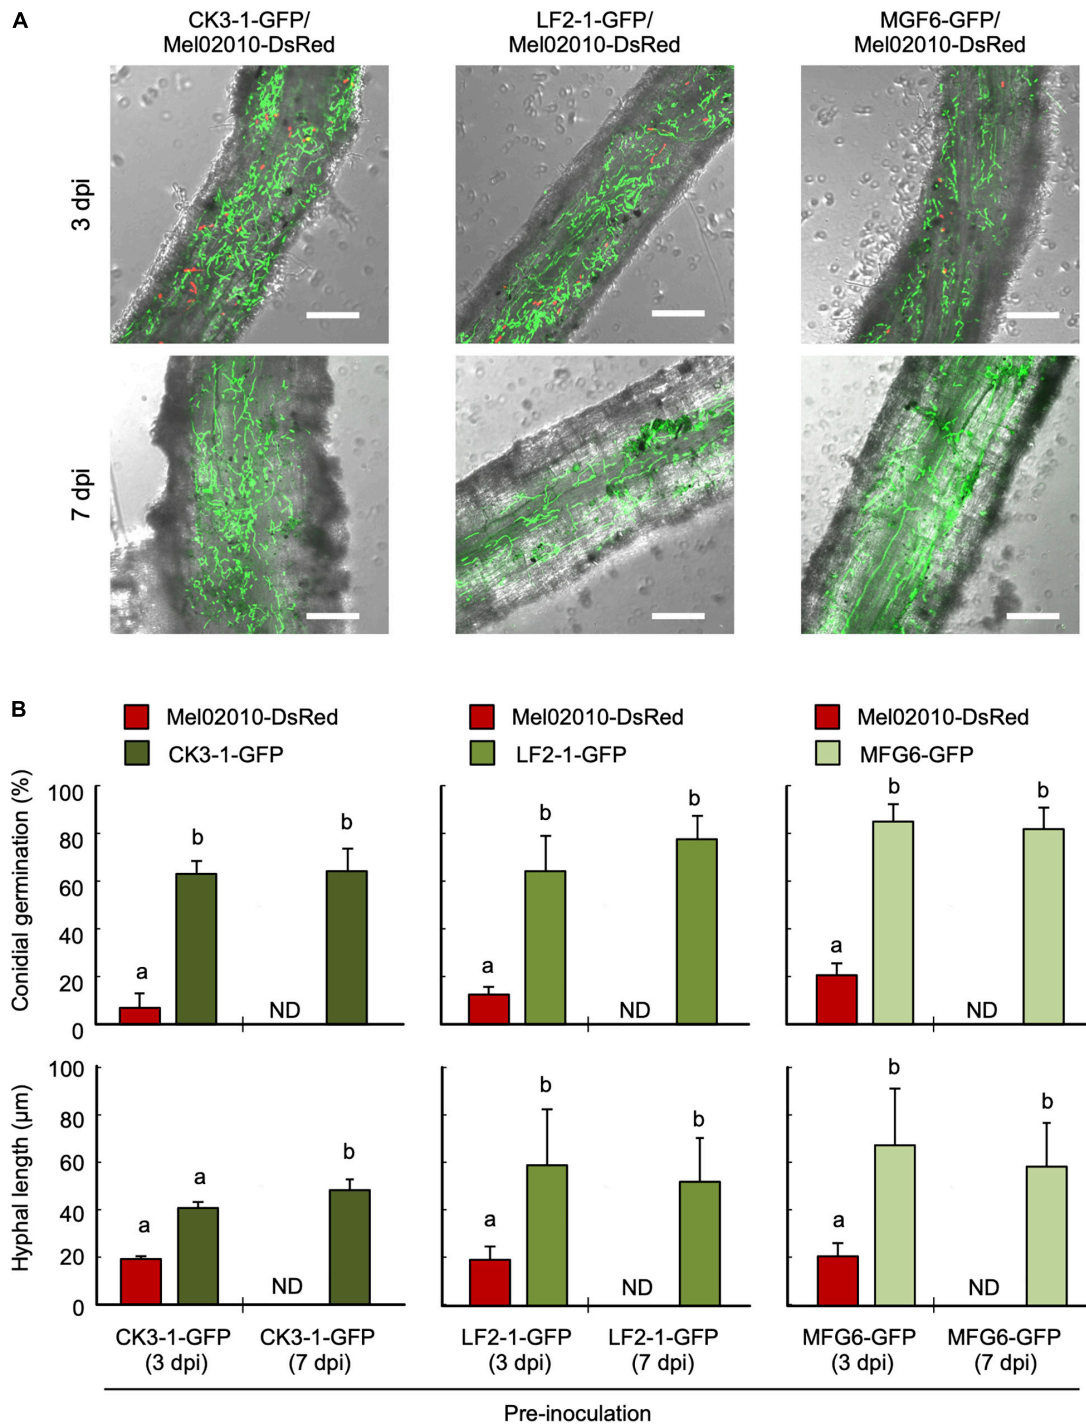 A
CK3-1-GFP/
Mel02010-DsRed
LF2-1-GFP/
Mel02010-DsRed
MGF6-GFP/
Mel02010-DsRed
3 dpi
7 dpi
B
Mel02010-DsRed
CK3-1-GFP
Mel02010-DsRed
LF2-1-GFP
Mel02010-DsRed
MFG6-GFP
Conidial germination (%)
100
80
60
40
20
0
a
b
ND
b
a
b
ND
b
a
b
ND
b
Hyphal length (µm)
100
80
60
40
20
0
a
a
ND
b
a
b
ND
b
a
b
ND
b
CK3-1-GFP
(3 dpi)
CK3-1-GFP
(7 dpi)
LF2-1-GFP
(3 dpi)
LF2-1-GFP
(7 dpi)
MFG6-GFP
(3 dpi)
MFG6-GFP
(7 dpi)
Pre-inoculation